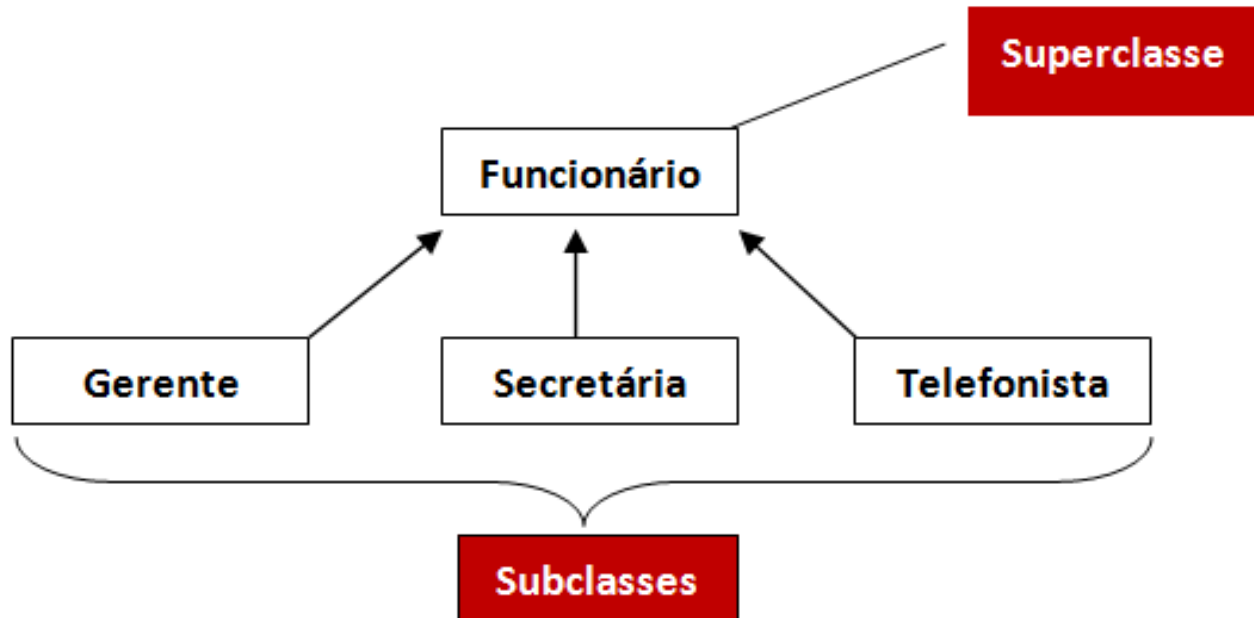 Superclasse
Funcionário
Gerente
Secretária
Telefonista
Subclasses